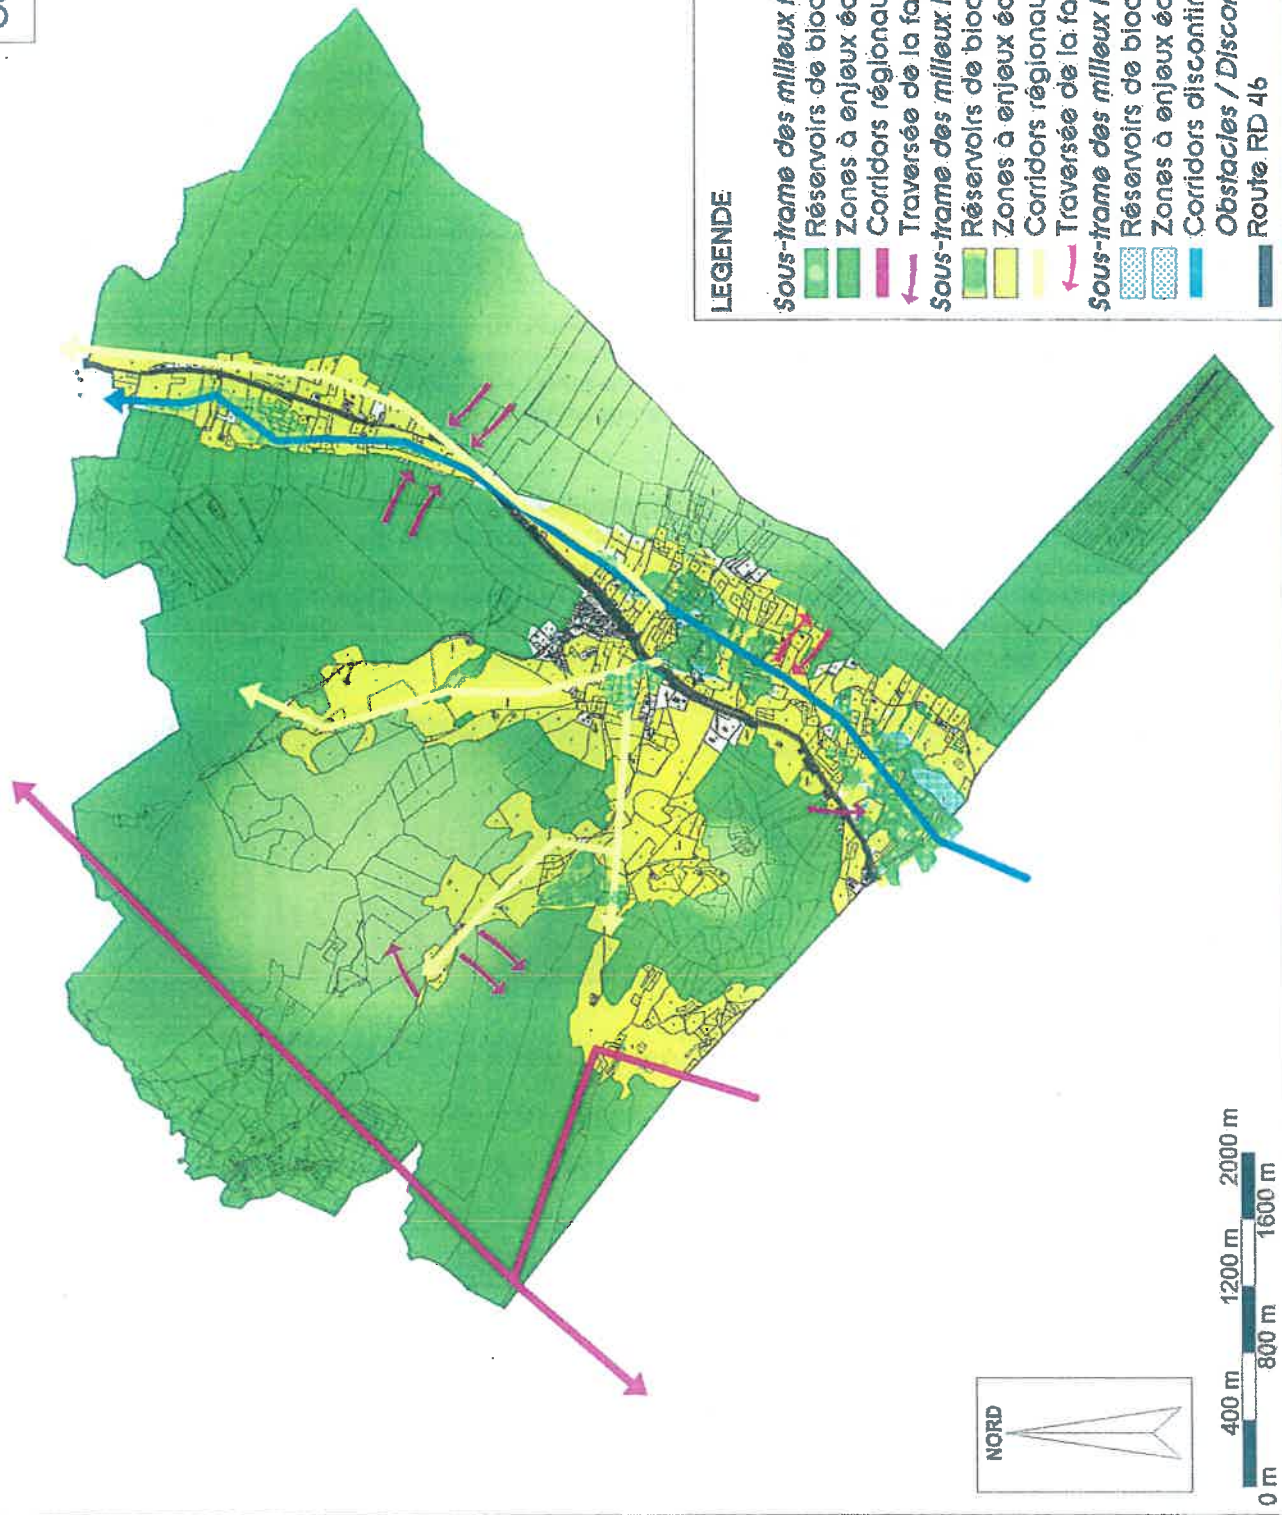 LEGENDE
Sous-trame des milieux
Réservoirs de bioc
Zones à enjeux éc
Corridors régionau
Traversée de la fa
Sous-trame des milieux
Réservoirs de bioc
Zones à enjeux éc
Corridors régionau
Traversée de la fa
Sous-trame des milieux
Réservoirs de bioc
Zones à enjeux éc
Corridors discontin
Obstacles / Discon
Route RD 46
NORD
400 m 1200 m 2000 m
0 m 800 m 1600 m